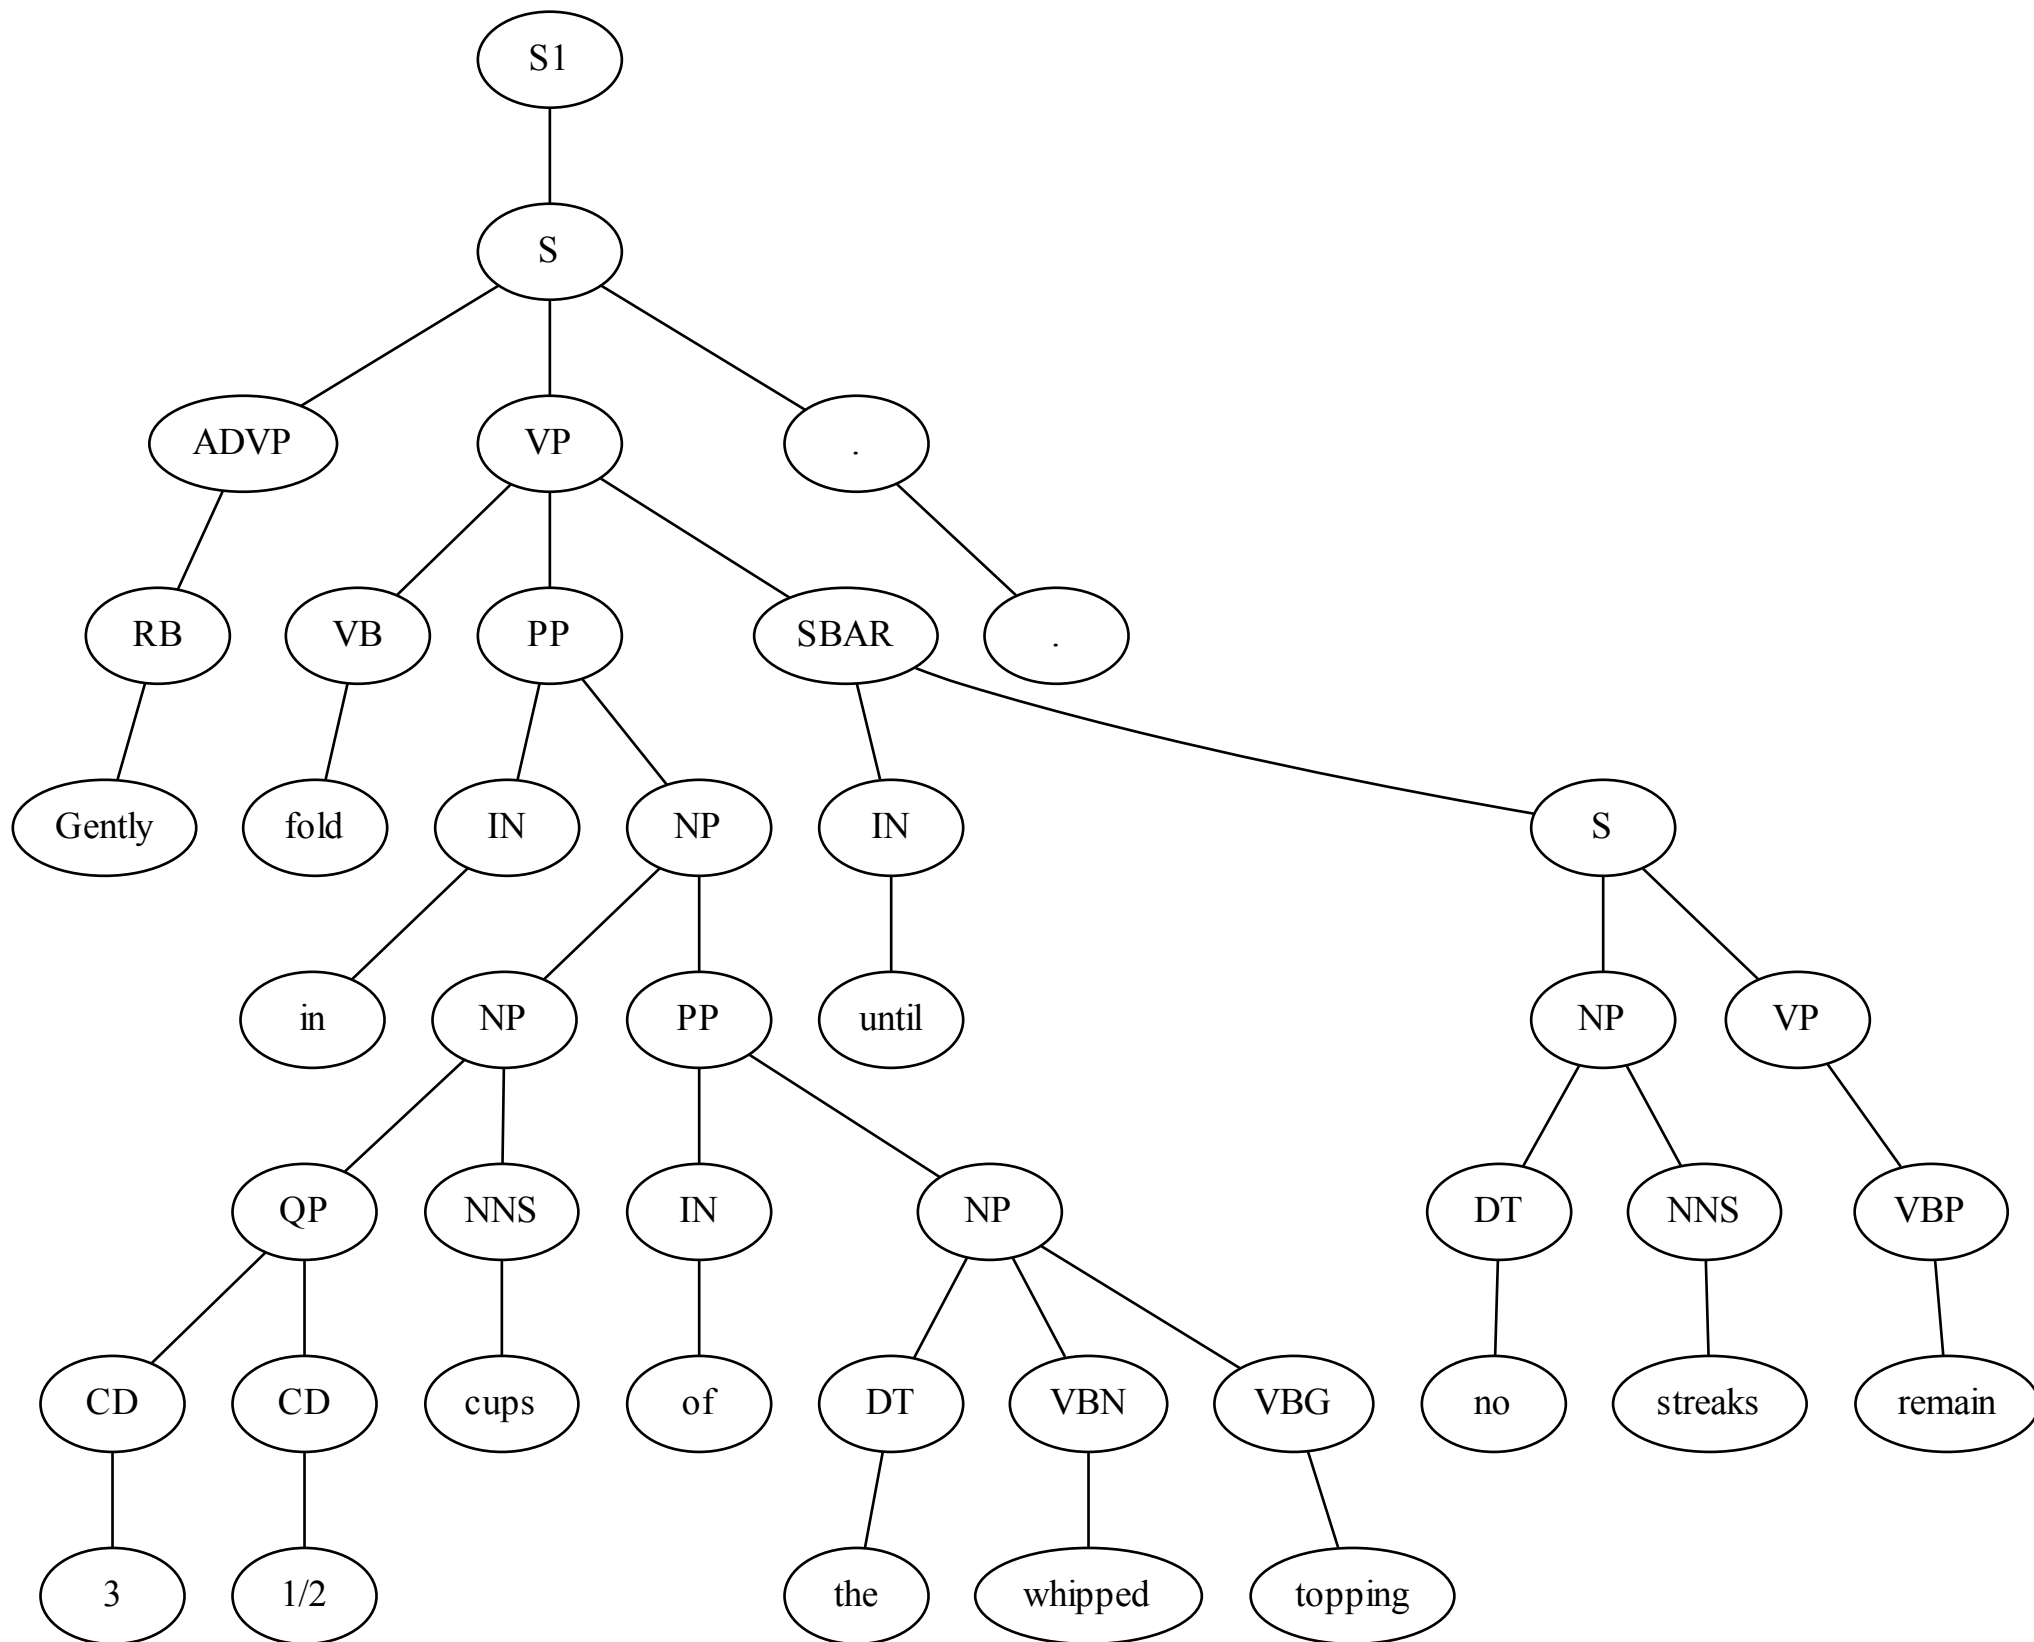 S1
S
ADVP VP .
RB VB PP SBAR .
Gently fold IN NP IN S
in NP PP until NP VP
QP NNS IN NP DT NNS VBP
CD CD cups of DT VBN VBG no streaks remain
3 1/2 the whipped topping